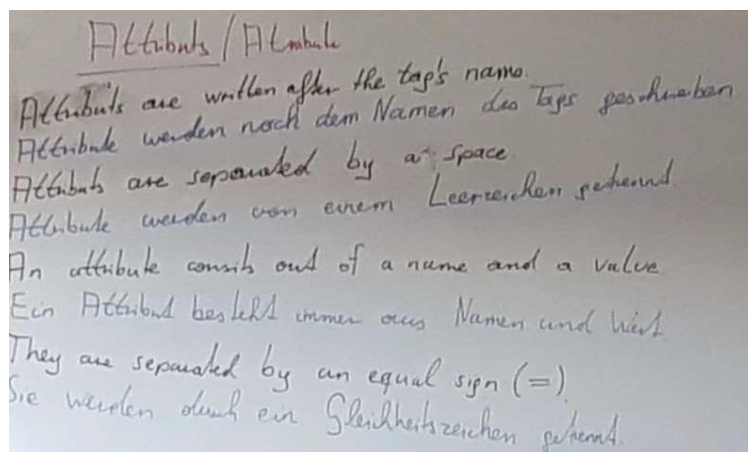 Attributs / Attribute
Attributs are written after the tag's name.
Attribute werden nach dem Namen des Tags geschrieben
Attributs are separated by a space.
Attribute werden von einem Leerzeichen getrennt.
An attribute consits out of a name and a value.
Ein Attribut besteht immer aus Namen und Wert
They are separated by an equal sign (=).
Sie werden durch ein Gleichheitszeichen getrennt.